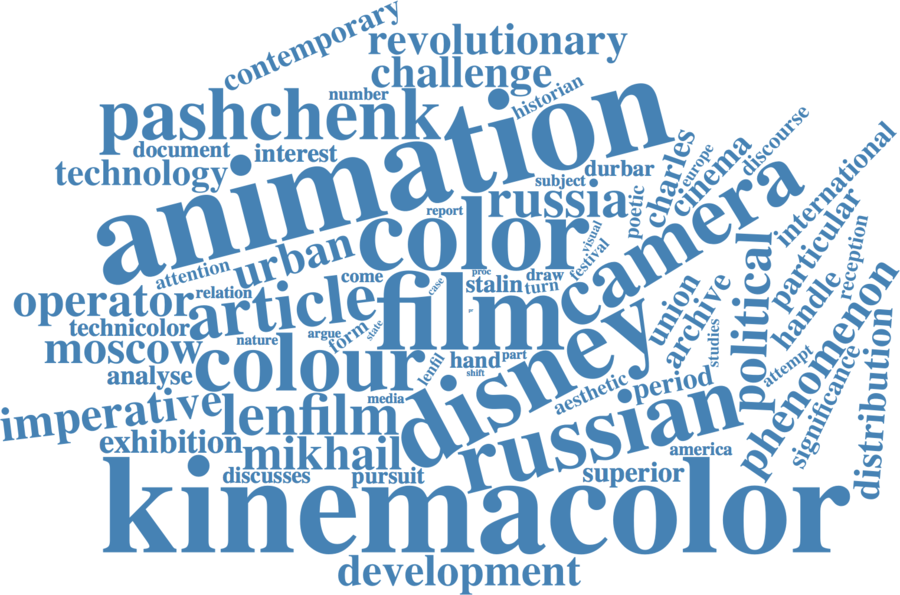 contemporary
revolutionary
challenge
number
historian
pashchenk
animation
document
interest
technology
charles
europe
cinema
discourse
subject
durbar
russia
poetic
camera
international
report
color
visual
festival
urban
attention
particular
political
reception
operator
relation
article
come
film
case
proc
stalin
draw
turn
union
archive
handle
phenomenon
technicolor
nature
argue
form
state
moscow
colour
lenfil
hand
part
shift
disney
studies
attempt
distribution
analyse
media
aesthetic
period
significance
imperative
lenfilm
russian
exhibition
mikhail
america
discusses
pursuit
superior
kinemacolor
development